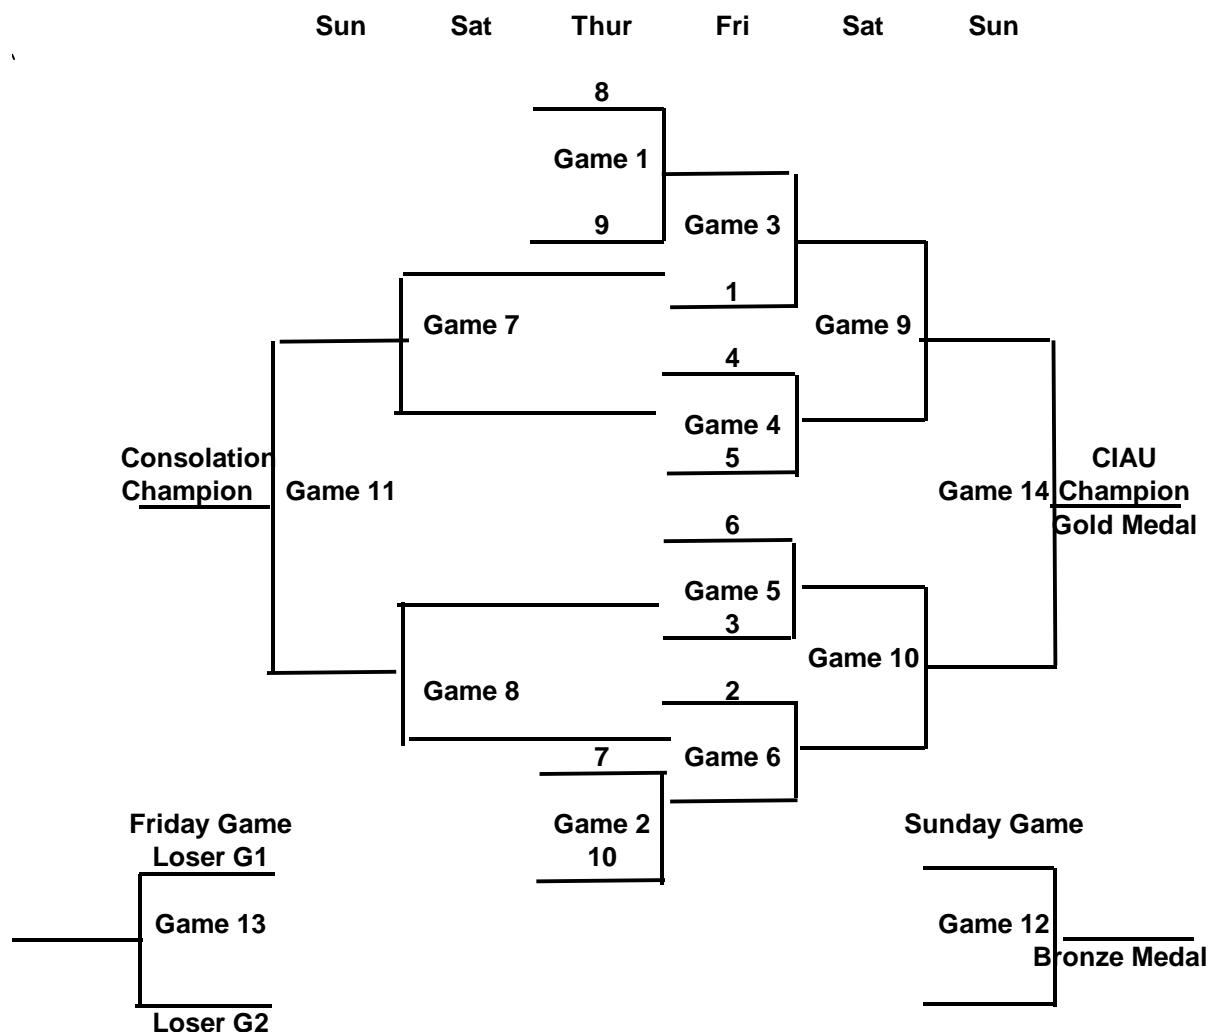 Sun Sat Thur Fri Sat Sun
8
Game 1
9 Game 3
1
Game 7 Game 9
4
Game 4
Consolation 5 CIAU
Champion Game 11 Game 14 Champion
6 Gold Medal
Game 5
3
Game 10
Game 8 2
7 Game 6
Friday Game Game 2 Sunday Game
Loser G1 10
Game 13 Game 12
Bronze Medal
Loser G2